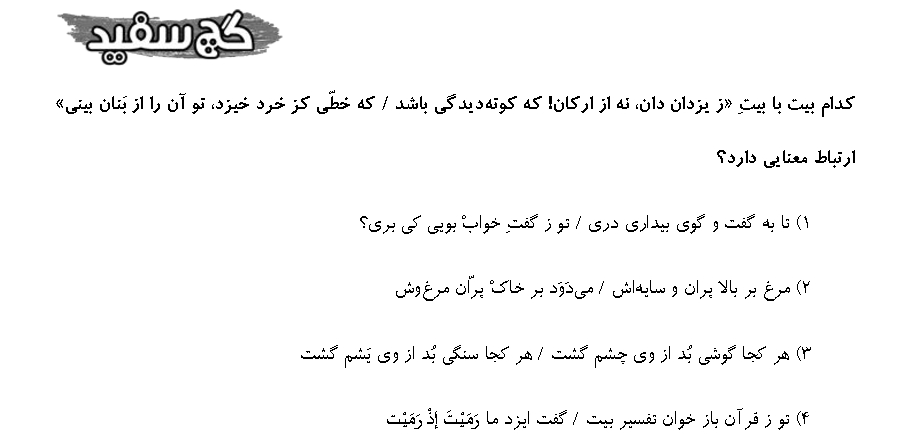 گچ سفید
کدام بیت با بیتِ «ز یزدان دان، نه از ارکان! که کوته‌دیدگی باشد / که خطّی کز خرد خیزد، تو آن را از بَنان بینی»
ارتباط معنایی دارد؟
۱) تا به گفت و گوی بیداری دری / تو ز گفتِ خوابْ بویی کی بری؟
۲) مرغ بر بالا پران و سایه‌اش / می‌دَوَد بر خاکْ پرّان مرغ‌وش
۳) هر کجا گوشی بُد از وی چشم گشت / هر کجا سنگی بُد از وی یَشم گشت
۴) تو ز قرآن باز خوان تفسیر بیت / گفت ایزد ما رَمَیْتَ إذْ رَمَیْت